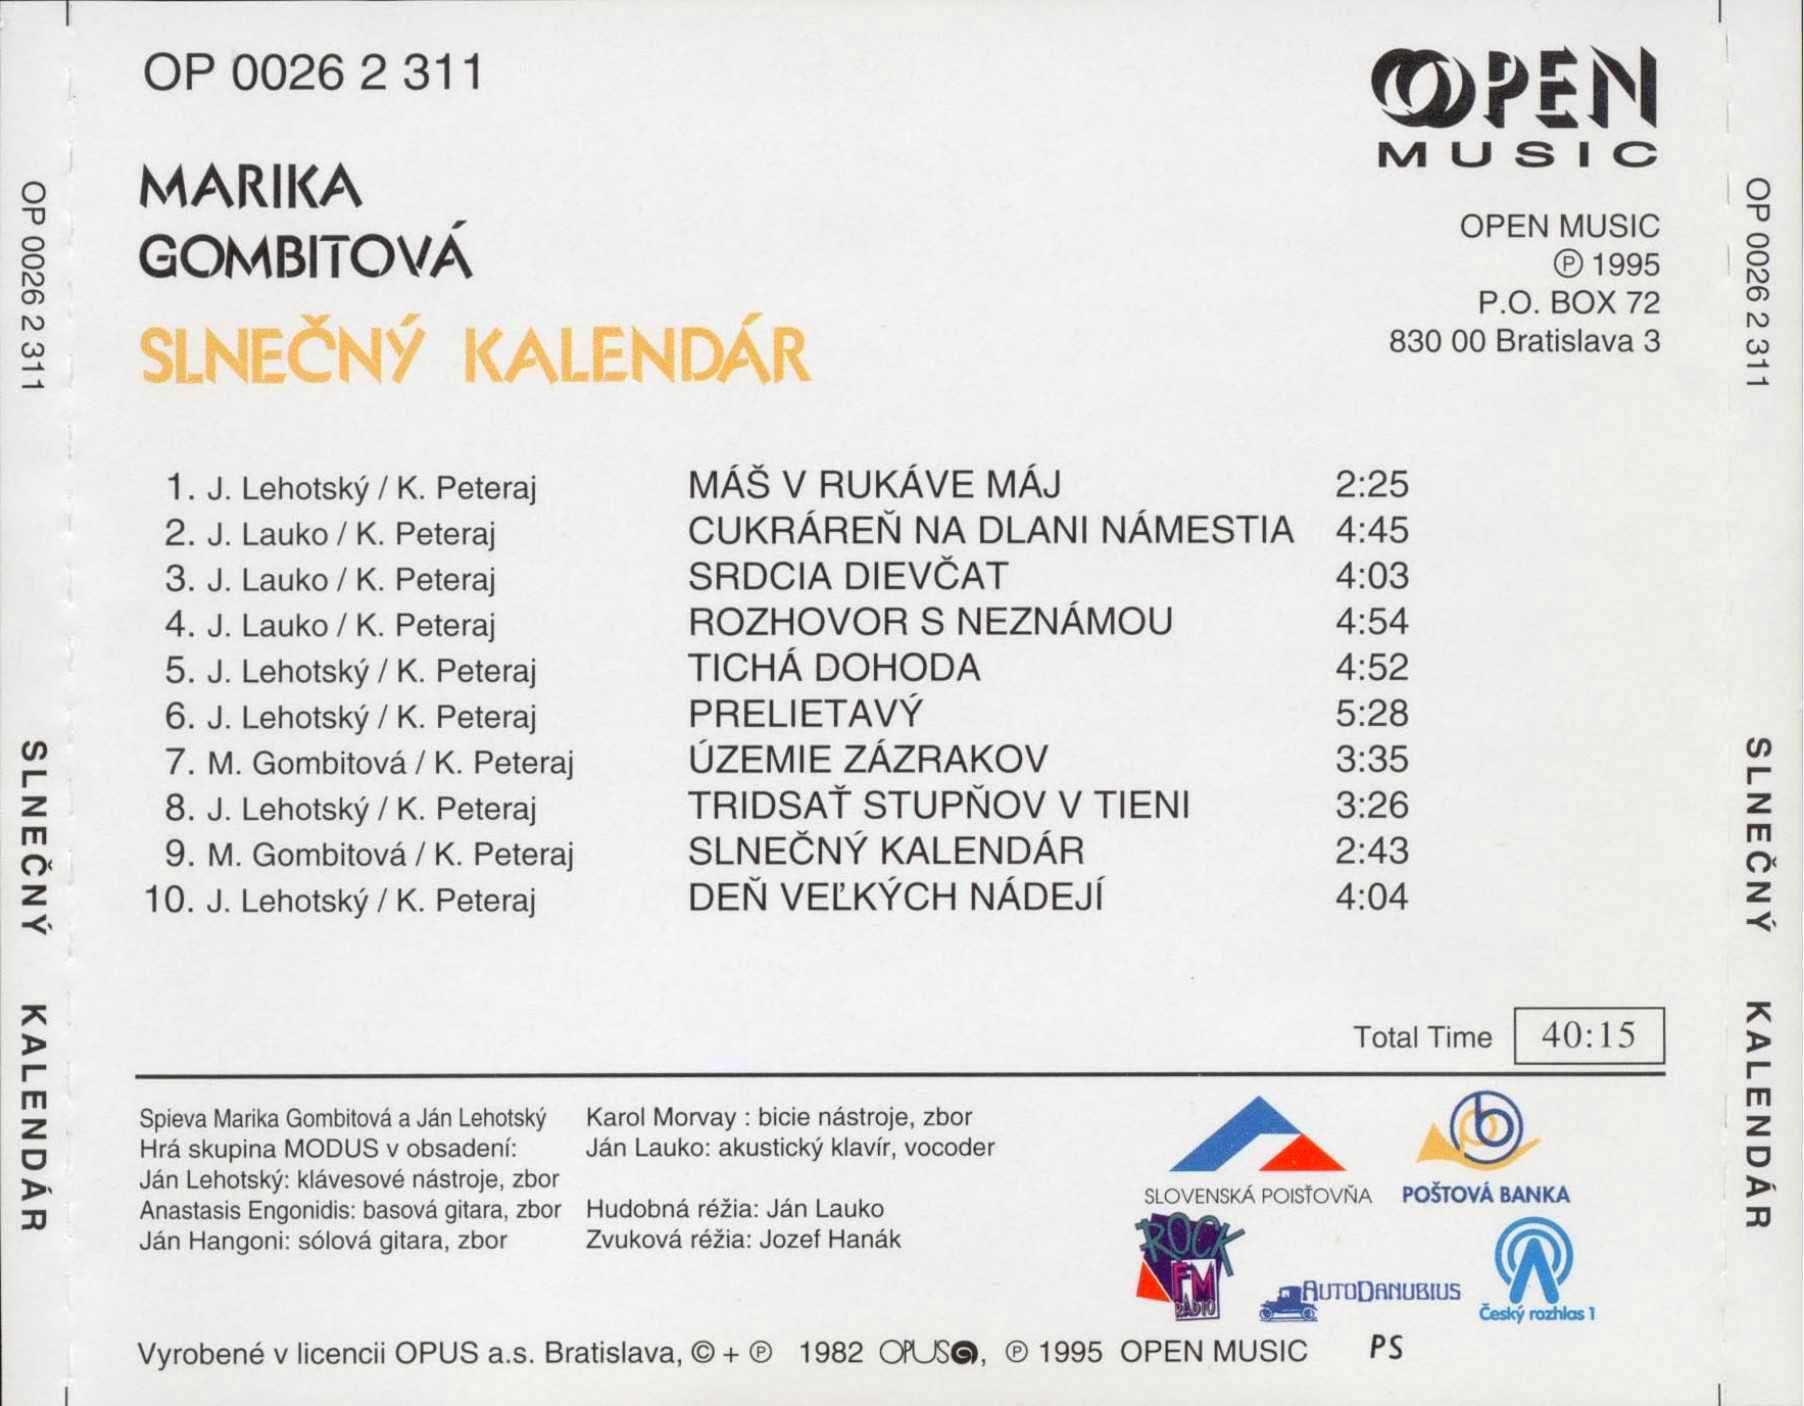 OP 0026 2 311
OPEN
MUSIC
MARIKA
GOMBITOVÁ
SLNEČNÝ KALENDÁR
OPEN MUSIC
Ⓟ 1995
P.O. BOX 72
830 00 Bratislava 3
1. J. Lehotský / K. Peteraj MÁŠ V RUKÁVE MÁJ 2:25
2. J. Lauko / K. Peteraj CUKRÁREŇ NA DLANI NÁMESTIA 4:45
3. J. Lauko / K. Peteraj SRDCIA DIEVČAT 4:03
4. J. Lauko / K. Peteraj ROZHOVOR S NEZNÁMOU 4:54
5. J. Lehotský / K. Peteraj TICHÁ DOHODA 4:52
6. J. Lehotský / K. Peteraj PRELIETAVÝ 5:28
7. M. Gombitová / K. Peteraj ÚZEMIE ZÁZRAKOV 3:35
8. J. Lehotský / K. Peteraj TRIDSAŤ STUPŇOV V TIENI 3:26
9. M. Gombitová / K. Peteraj SLNEČNÝ KALENDÁR 2:43
10. J. Lehotský / K. Peteraj DEŇ VEĽKÝCH NÁDEJÍ 4:04
Total Time 40:15
Spieva Marika Gombitová a Ján Lehotský
Hrá skupina MODUS v obsadení:
Ján Lehotský: klávesové nástroje, zbor
Anastasis Engonidis: basová gitara, zbor
Ján Hangoni: sólová gitara, zbor
Karol Morvay : bicie nástroje, zbor
Ján Lauko: akustický klavír, vocoder
Hudobná réžia: Ján Lauko
Zvuková réžia: Jozef Hanák
SLOVENSKÁ POISŤOVŇA
b
POŠTOVÁ BANKA
ROCK
FM
RÁDIO
AUTODANUBIUS
Český rozhlas 1
Vyrobené v licencii OPUS a.s. Bratislava, © + Ⓟ 1982 OPUS, Ⓟ 1995 OPEN MUSIC PS
OP 0026 2 311
SLNEČNÝ KALENDÁR
OP 0026 2 311
SLNEČNÝ KALENDÁR